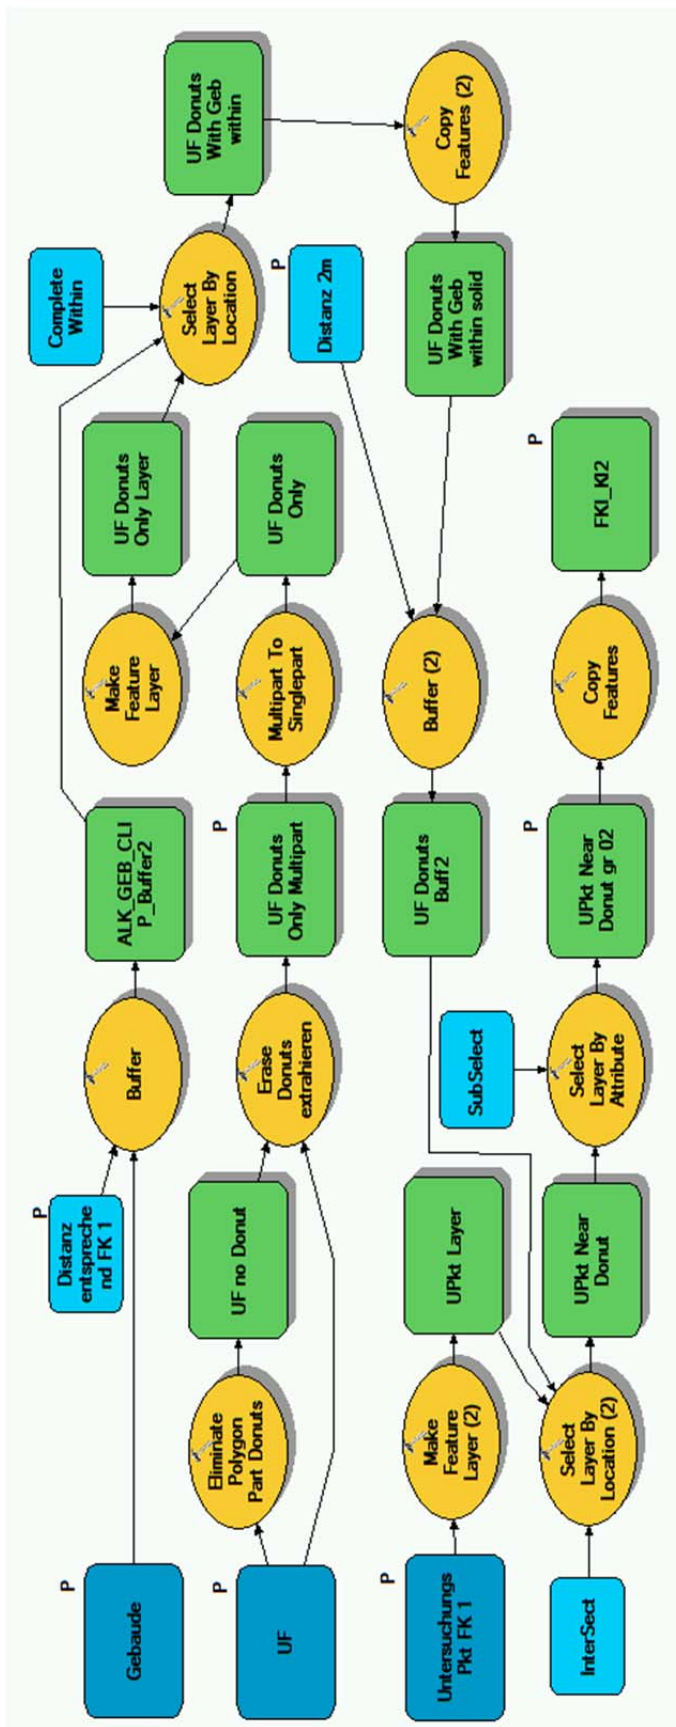 P
Gebaude
P
Distanz
entspreche
nd FK 1
Buffer
ALK_GEB_CLI
P_Buffer2
Make
Feature
Layer
UF Donuts
Only Layer
Complete
Within
Select
Layer By
Location
UF Donuts
With Geb
within
P
UF
Eliminate
Polygon
Part Donuts
UF no Donut
Erase
Donuts
extrahieren
P
UF Donuts
Only Multipart
Multipart To
Singlepart
UF Donuts
Only
P
Distanz 2m
Copy
Features (2)
P
Untersuchungs
Pkt FK 1
Make
Feature
Layer (2)
UPkt Layer
UF Donuts
Buff2
Buffer (2)
UF Donuts
With Geb
within solid
InterSect
Select
Layer By
Location (2)
UPkt Near
Donut
SubSelect
Select
Layer By
Attribute
P
UPkt Near
Donut gr 02
Copy
Features
P
FKI_KI2